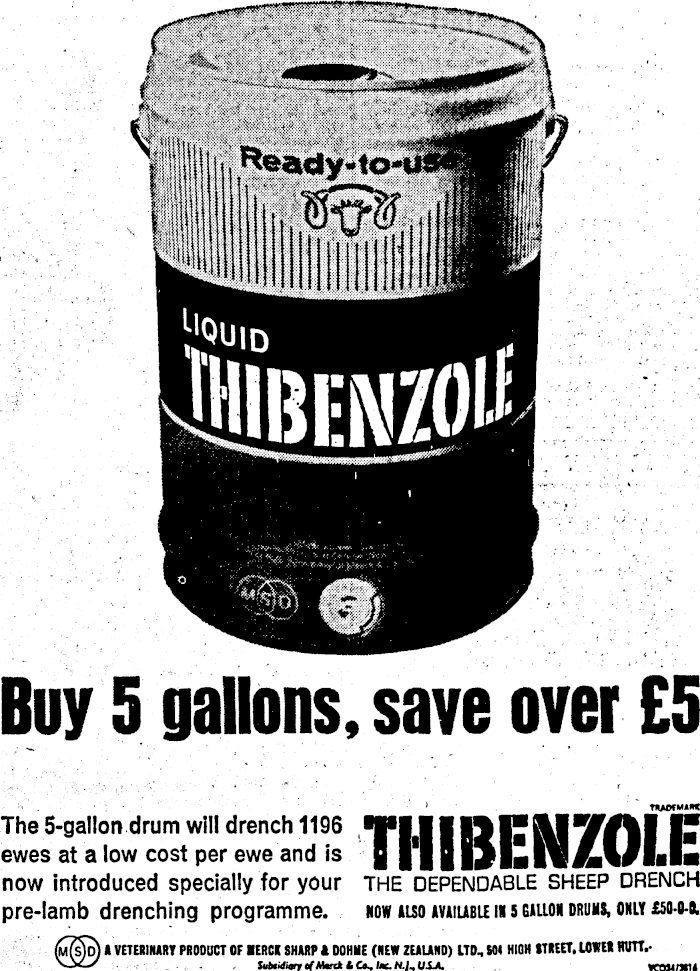 Ready-to-use
LIQUID
THIBENZOLE
MSD
Buy 5 gallons, save over £5
The 5-gallon drum will drench 1196
ewes at a low cost per ewe and is
now introduced specially for your
pre-lamb drenching programme.
TRADEMARK
THIBENZOLE
THE DEPENDABLE SHEEP DRENCH
NOW ALSO AVAILABLE IN 5 GALLON DRUMS, ONLY £50-0-0.
MSD A VETERINARY PRODUCT OF MERCK SHARP & DOHME (NEW ZEALAND) LTD., 504 HIGH STREET, LOWER HUTT.
Subsidiary of Merck & Co., Inc. N.J., U.S.A.